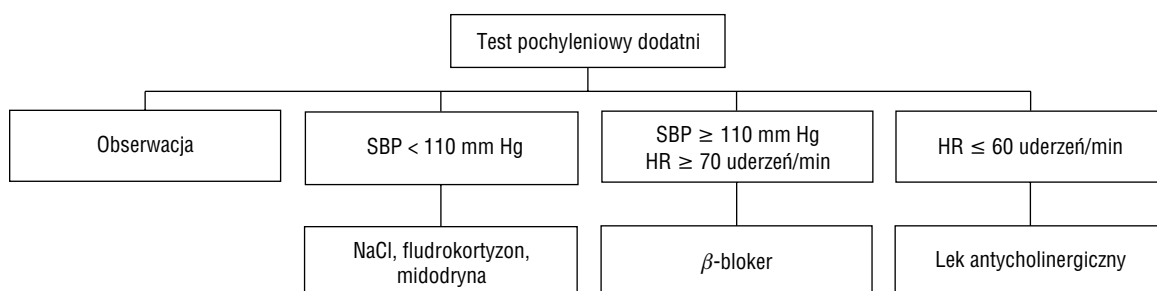 Test pochyleniowy dodatni
Obserwacja
SBP < 110 mm Hg
SBP ≥ 110 mm Hg
HR ≥ 70 uderzeń/min
HR ≤ 60 uderzeń/min
NaCl, fludrokortyzon,
midodryna
β-bloker
Lek antycholinergiczny